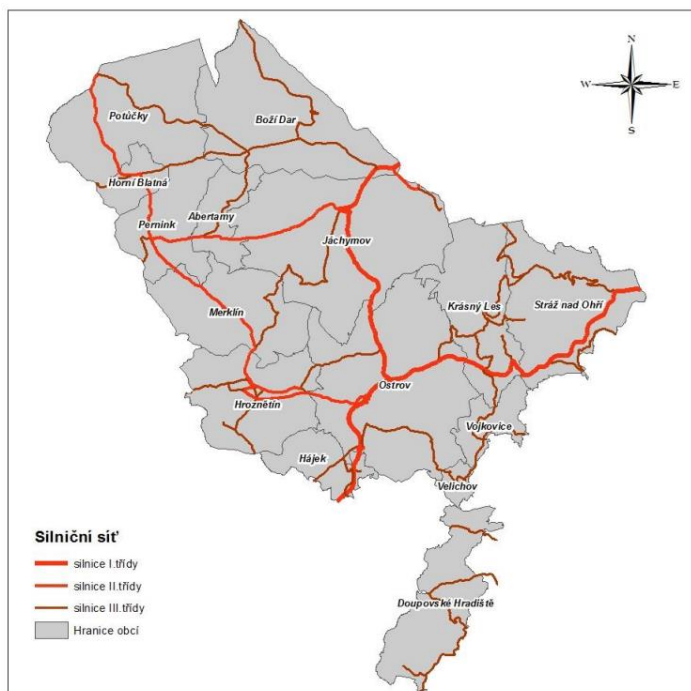 N
W
E
S
Potůčky
Boží Dar
Horní Blatná
Abertamy
Pernink
Jáchymov
Merklín
Krásný Les
Stráž nad Ohří
Ostrov
Hroznětín
Vojkovice
Hájek
Velichov
Doupovské Hradiště
Silniční síť
silnice I.třídy
silnice II.třídy
silnice III.třídy
Hranice obcí